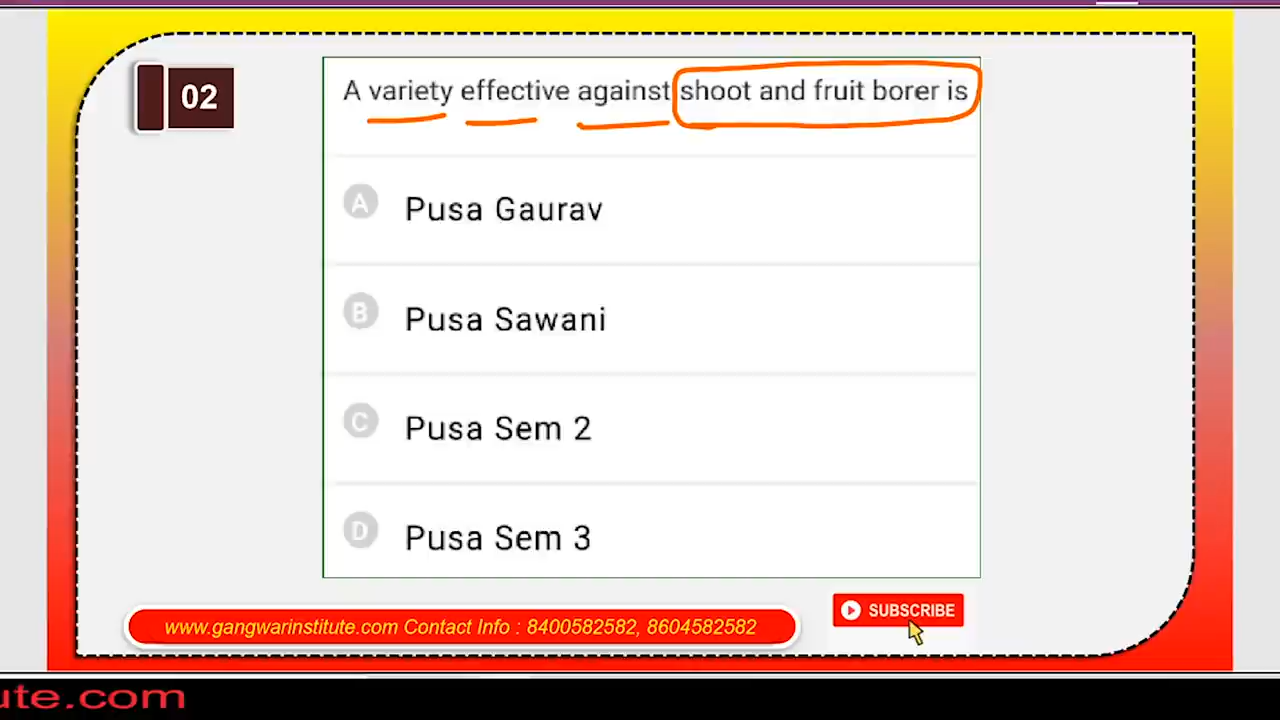 02
A variety effective against shoot and fruit borer is
A Pusa Gaurav
B Pusa Sawani
C Pusa Sem 2
D Pusa Sem 3
www.gangwarinstitute.com Contact Info : 8400582582, 8604582582
SUBSCRIBE
ute.com